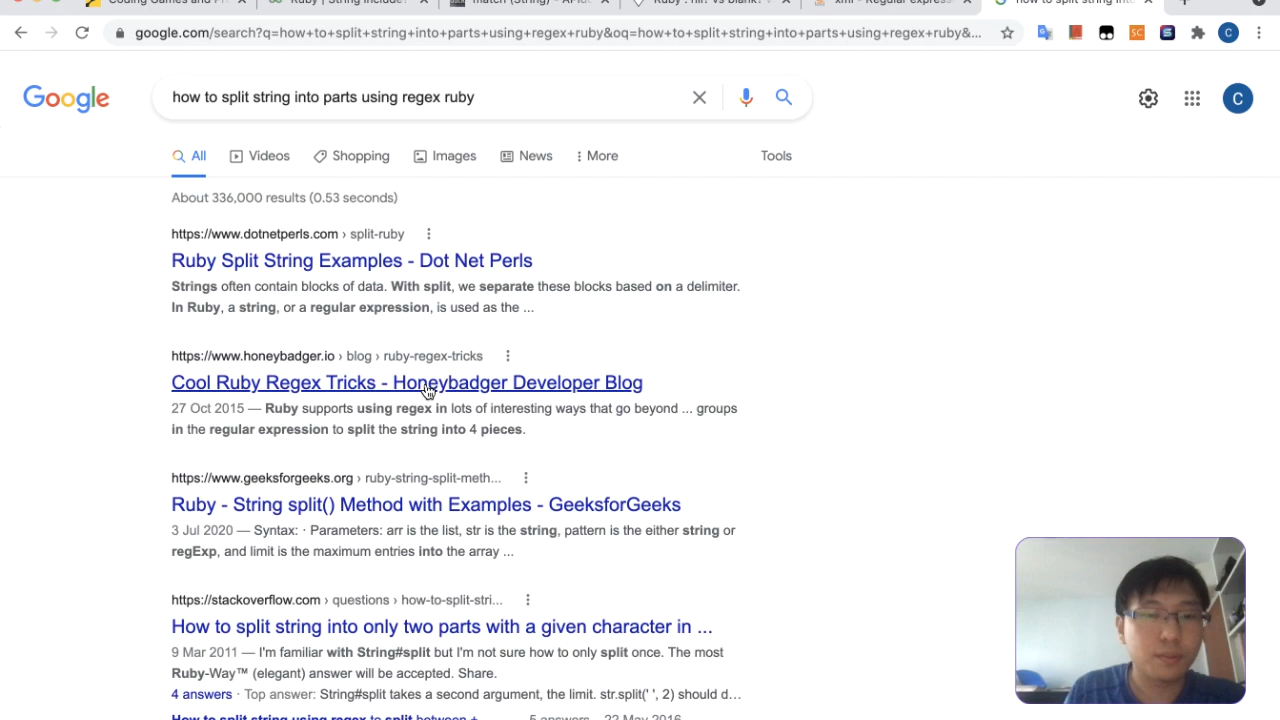 Coding Games and Pr
Ruby | String include?
match (String) - APIdo
Ruby : nil? vs blank? v
xml - Regular express
how to split string into
google.com/search?q=how+to+split+string+into+parts+using+regex+ruby&oq=how+to+split+string+into+parts+using+regex+ruby&...
SC
S
C
Google
how to split string into parts using regex ruby
C
All
Videos
Shopping
Images
News
More
Tools
About 336,000 results (0.53 seconds)
https://www.dotnetperls.com › split-ruby
Ruby Split String Examples - Dot Net Perls
Strings often contain blocks of data. With split, we separate these blocks based on a delimiter.
In Ruby, a string, or a regular expression, is used as the ...
https://www.honeybadger.io › blog › ruby-regex-tricks
Cool Ruby Regex Tricks - Honeybadger Developer Blog
27 Oct 2015 — Ruby supports using regex in lots of interesting ways that go beyond ... groups
in the regular expression to split the string into 4 pieces.
https://www.geeksforgeeks.org › ruby-string-split-meth...
Ruby - String split() Method with Examples - GeeksforGeeks
3 Jul 2020 — Syntax: · Parameters: arr is the list, str is the string, pattern is the either string or
regExp, and limit is the maximum entries into the array ...
https://stackoverflow.com › questions › how-to-split-stri...
How to split string into only two parts with a given character in ...
9 Mar 2011 — I'm familiar with String#split but I'm not sure how to only split once. The most
Ruby-Way™ (elegant) answer will be accepted. Share.
4 answers · Top answer: String#split takes a second argument, the limit. str.split(' ', 2) should d...
How to split string using regex to split between +
5 answers
22 May 2016